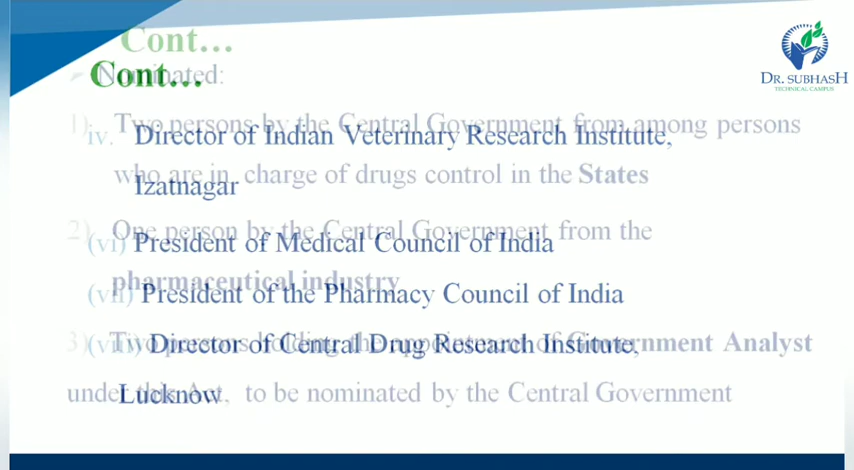 Cont...
Cont...
Nominated:
DR. SUBHASH
TECHNICAL CAMPUS
1) Two persons by the Central Government from among persons
iv. Director of Indian Veterinary Research Institute,
who are in charge of drugs control in the States
Izatnagar
2) One person by the Central Government from the
(vi) President of Medical Council of India
pharmaceutical industry
(vii) President of the Pharmacy Council of India
3) Two persons holding the appointment of Government Analyst
(viii) Director of Central Drug Research Institute,
under this Act, to be nominated by the Central Government
Lucknow